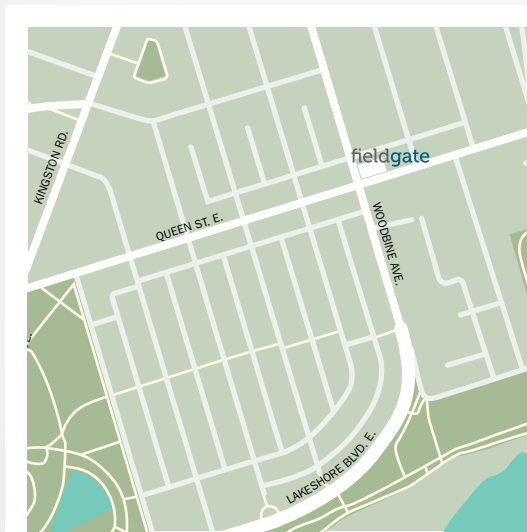 fieldgate
KINGSTON RD.
QUEEN ST. E.
WOODBINE AVE.
LAKESHORE BLVD. E.